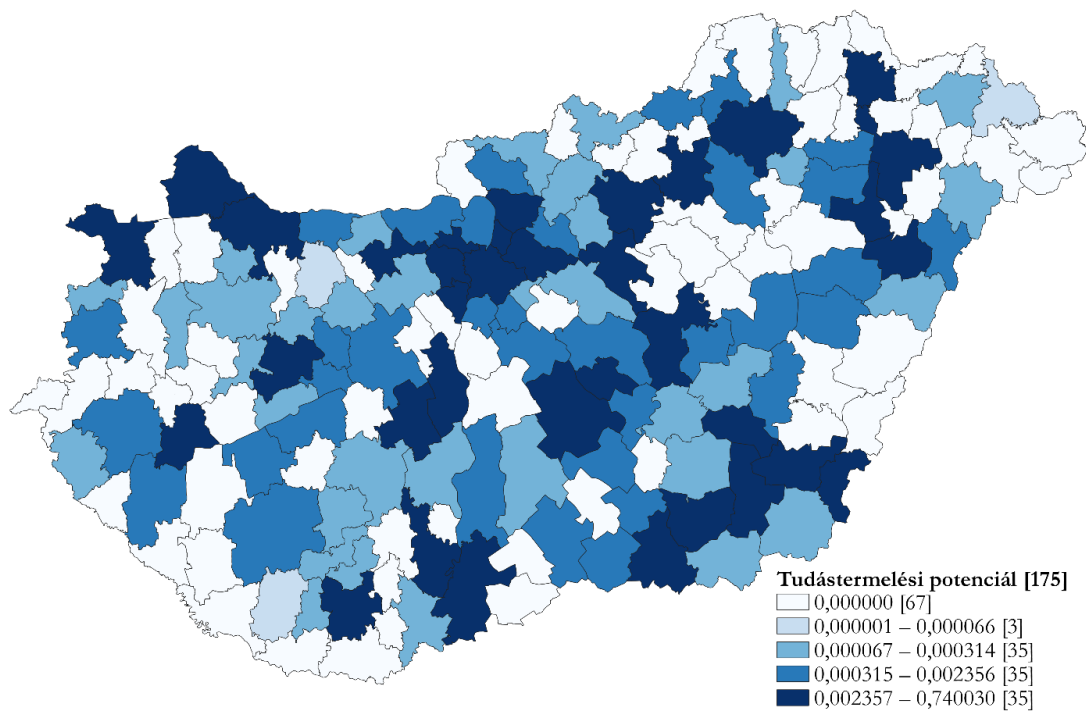 Tudástermelési potenciál [175]
0,000000 [67]
0,000001 – 0,000066 [3]
0,000067 – 0,000314 [35]
0,000315 – 0,002356 [35]
0,002357 – 0,740030 [35]